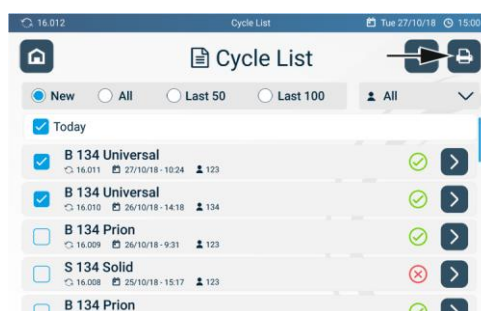 16.012 Cycle List Tue 27/10/18 15:00
Cycle List
New All Last 50 Last 100 All
Today
B 134 Universal
16.011 27/10/18 - 10:24 123
B 134 Universal
16.010 26/10/18 - 14:18 134
B 134 Prion
16.009 26/10/18 - 9:31 123
S 134 Solid
16.008 25/10/18 - 15:17 123
B 134 Prion